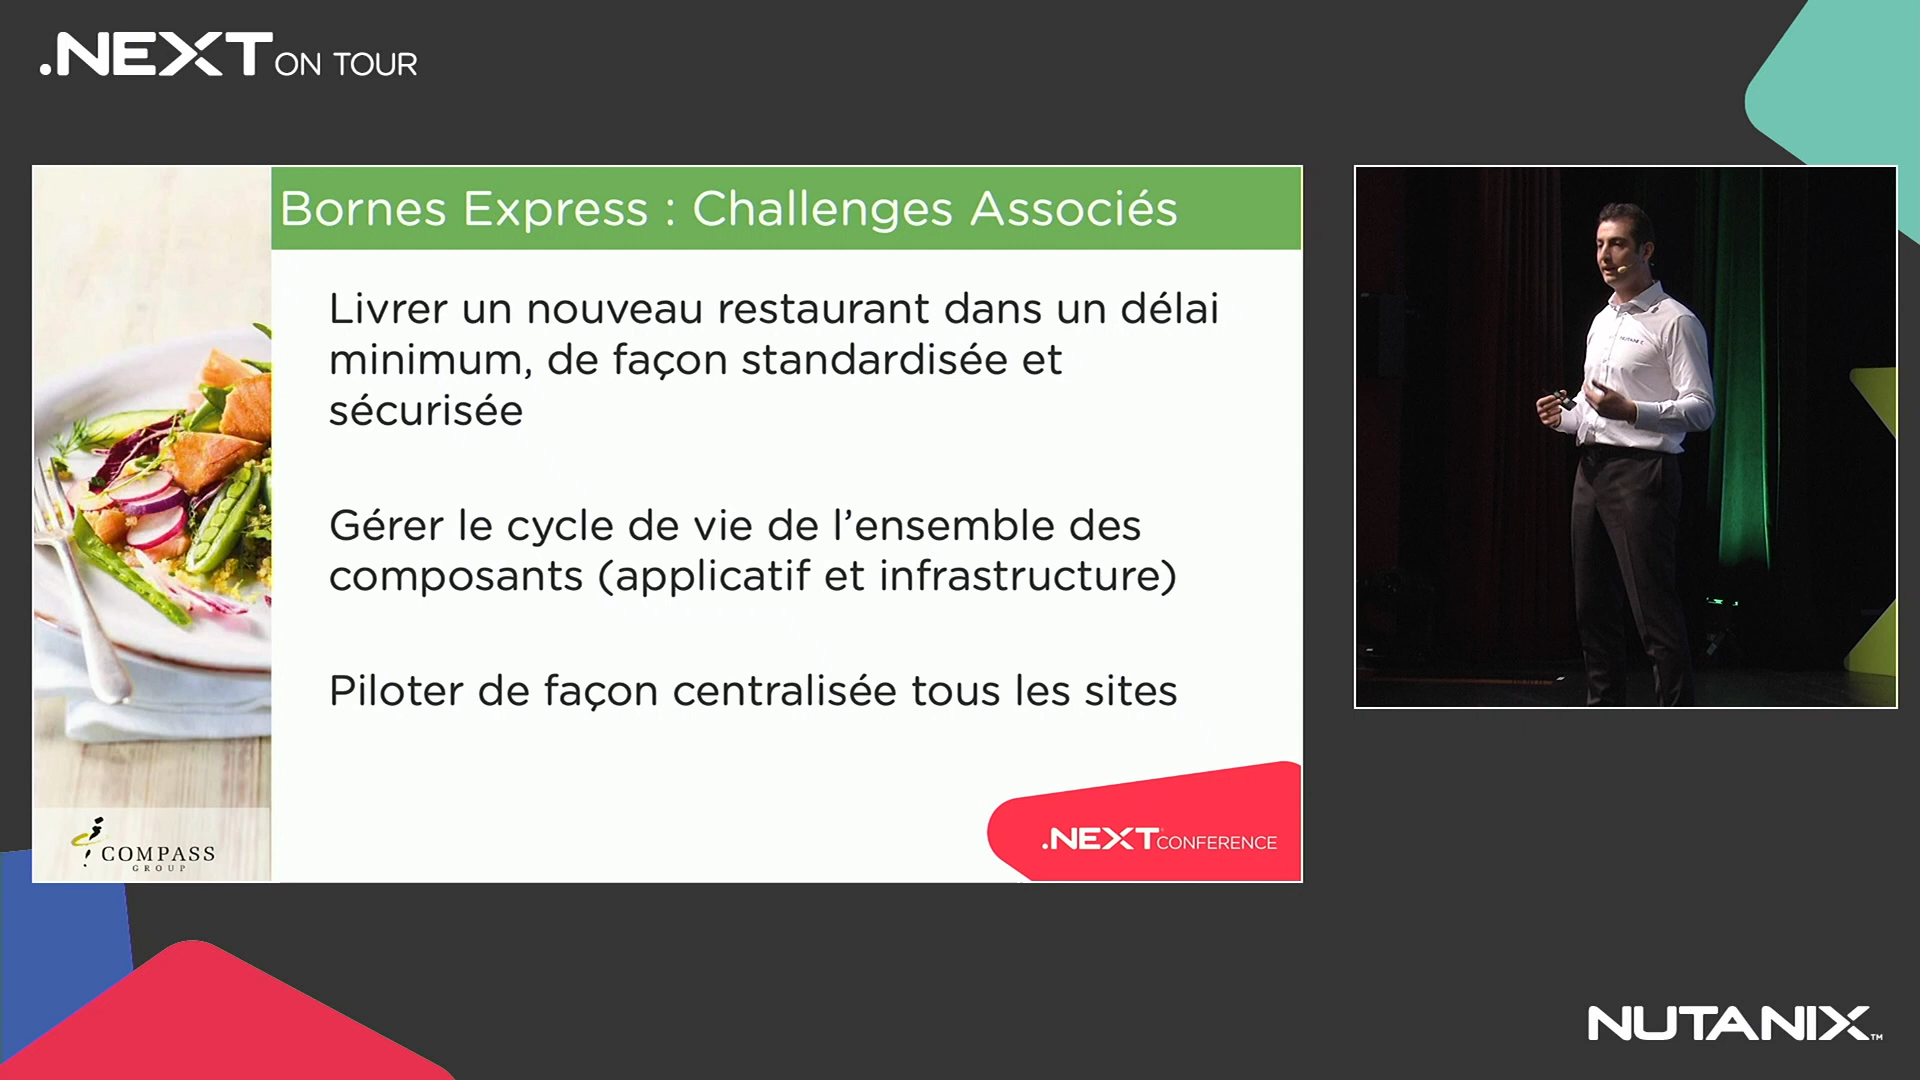 .NEXT ON TOUR
Bornes Express : Challenges Associés
Livrer un nouveau restaurant dans un délai
minimum, de façon standardisée et
sécurisée
Gérer le cycle de vie de l’ensemble des
composants (applicatif et infrastructure)
Piloter de façon centralisée tous les sites
COMPASS
GROUP
.NEXT CONFERENCE
NUTANIX
NUTANIX™